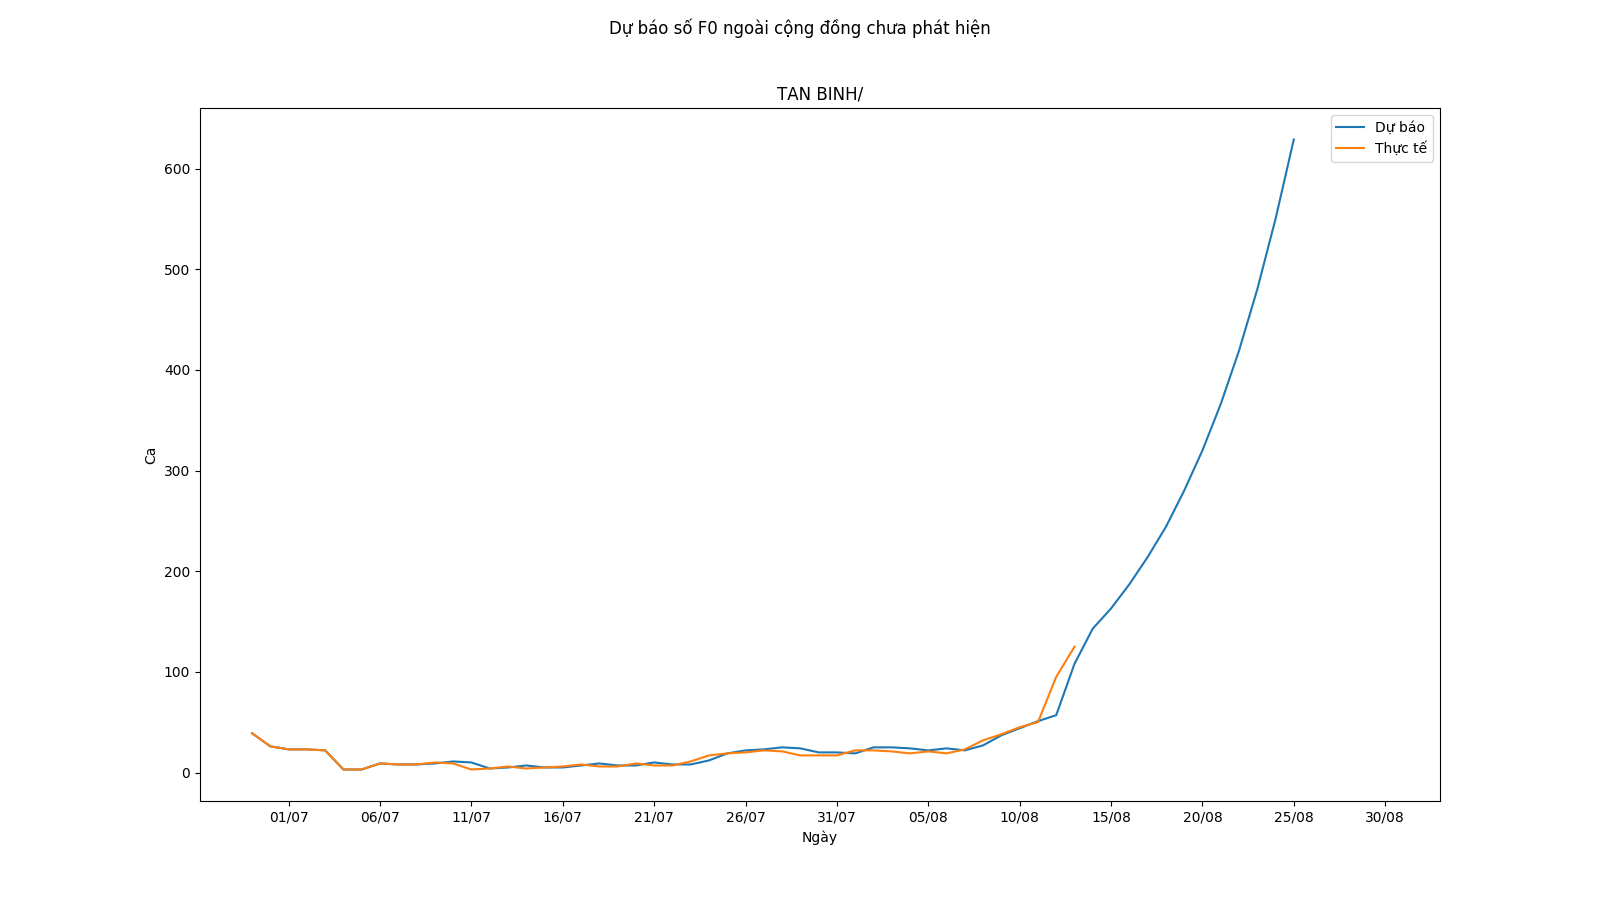 Dự báo số F0 ngoài cộng đồng chưa phát hiện
TAN BINH/
Dự báo
Thực tế
600
500
400
300
200
100
0
Ca
01/07 06/07 11/07 16/07 21/07 26/07 31/07 05/08 10/08 15/08 20/08 25/08 30/08
Ngày